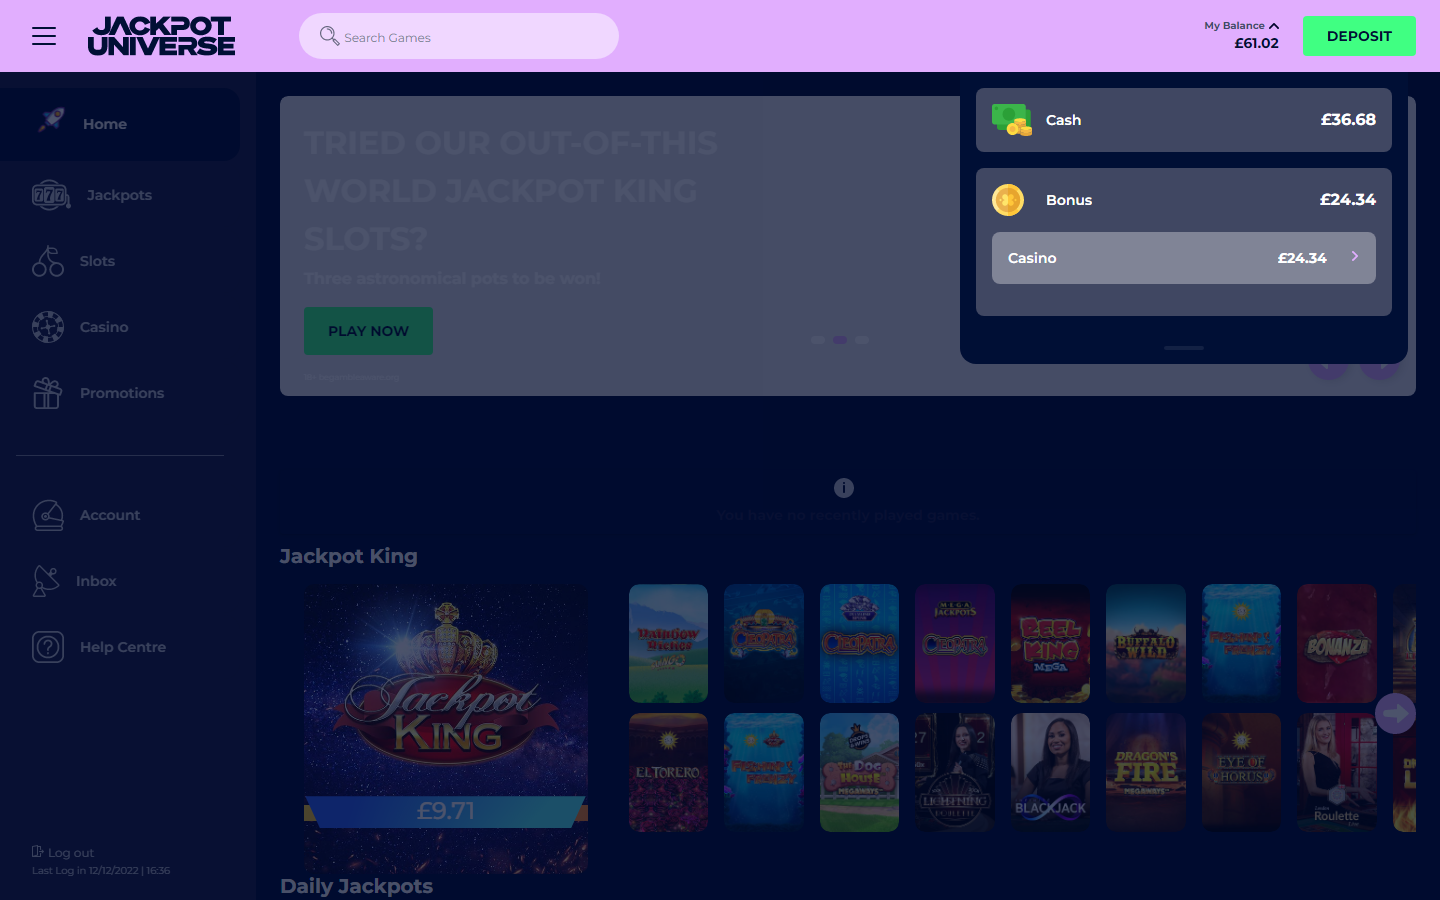 JACKPOT
UNIVERSE
Search Games
My Balance
£61.02
DEPOSIT
Home
Jackpots
Slots
Casino
Promotions
Account
Inbox
Help Centre
Log out
Last Log in 12/12/2022 | 16:36
TRIED OUR OUT-OF-THIS
WORLD JACKPOT KING
SLOTS?
Three astronomical pots to be won!
PLAY NOW
Cash
£36.68
Bonus
£24.34
Casino
£24.34
You have no recently played games.
Jackpot King
Jackpot
KING
£9.71
Rainbow
Riches
CLEOPATRA
CLEOPATRA
MEGA
JACKPOTS
CLEOPATRA
REEL
KING
MEGA
BUFFALO
WILD
Fishin'
Frenzy
BONANZA
EL TORERO
Fishin'
Frenzy
DROPS
& WINS
THE DOG
HOUSE
MEGAWAYS
LIGHTNING
ROULETTE
BLACKJACK
DRAGON'S
FIRE
MEGAWAYS
EYE OF
HORUS
Roulette
Daily Jackpots